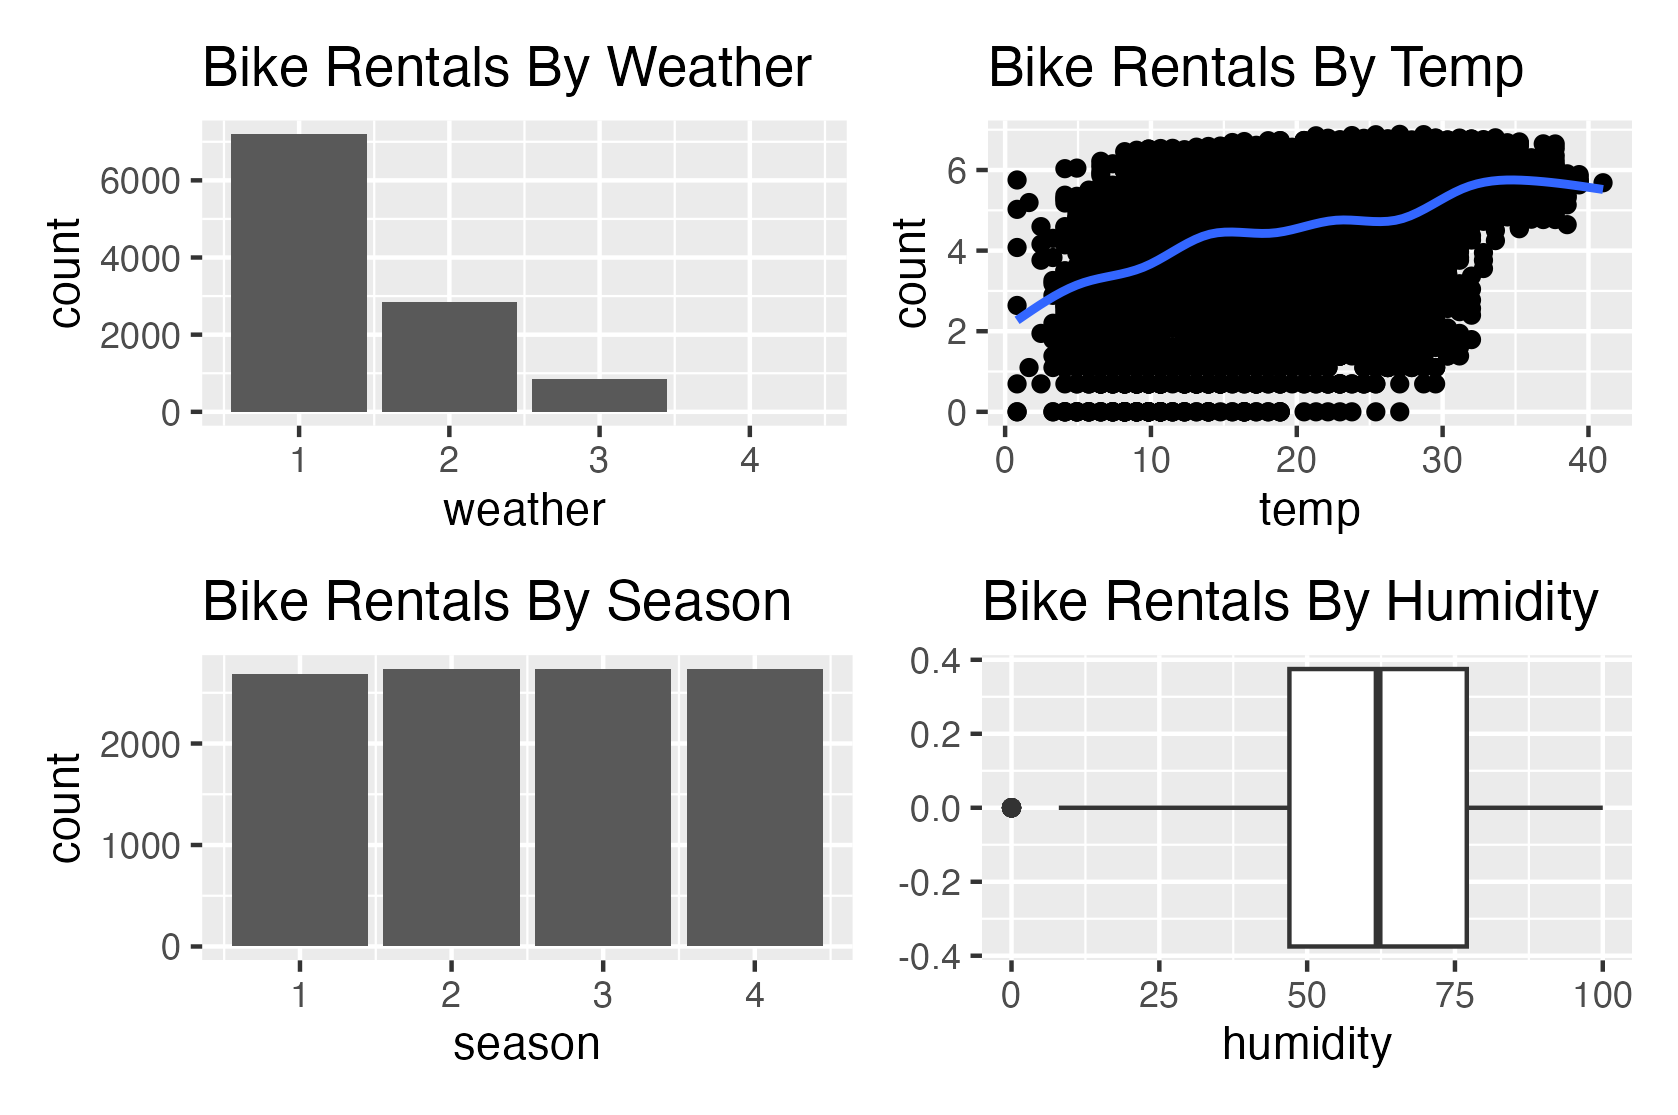 Bike Rentals By Weather
count
6000
4000
2000
0
1 2 3 4
weather
Bike Rentals By Temp
count
6
4
2
0
0 10 20 30 40
temp
Bike Rentals By Season
count
2000
1000
0
1 2 3 4
season
Bike Rentals By Humidity
0.4
0.2
0.0
-0.2
-0.4
0 25 50 75 100
humidity